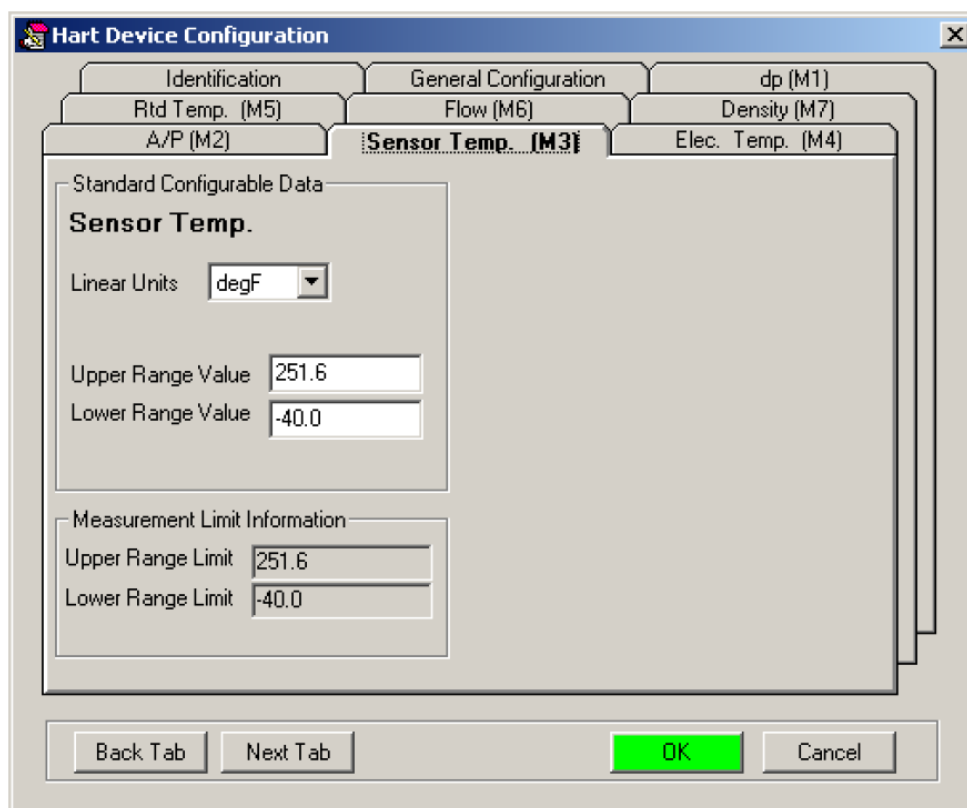 Hart Device Configuration
Identification General Configuration dp (M1)
Rtd Temp. (M5) Flow (M6) Density (M7)
A/P (M2) Sensor Temp. (M3) Elec. Temp. (M4)
Standard Configurable Data
Sensor Temp.
Linear Units degF
Upper Range Value 251.6
Lower Range Value -40.0
Measurement Limit Information
Upper Range Limit 251.6
Lower Range Limit -40.0
Back Tab Next Tab OK Cancel